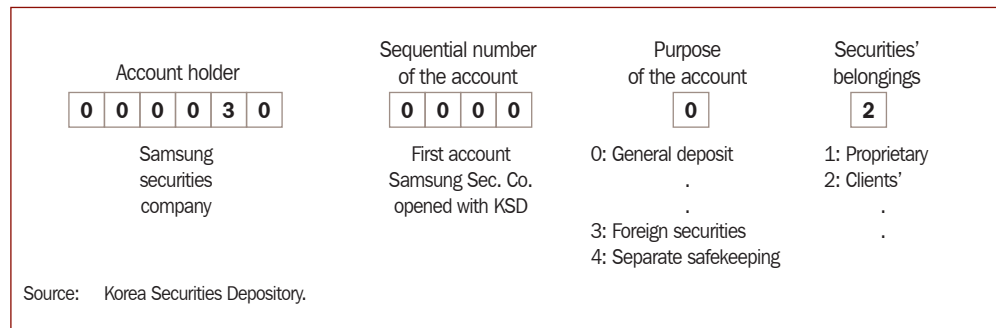 Account holder
0 0 0 0 3 0
Samsung
securities
company
Sequential number
of the account
0 0 0 0
First account
Samsung Sec. Co.
opened with KSD
Purpose
of the account
0
0: General deposit
.
.
3: Foreign securities
4: Separate safekeeping
Securities'
belongings
2
1: Proprietary
2: Clients'
.
.
Source: Korea Securities Depository.